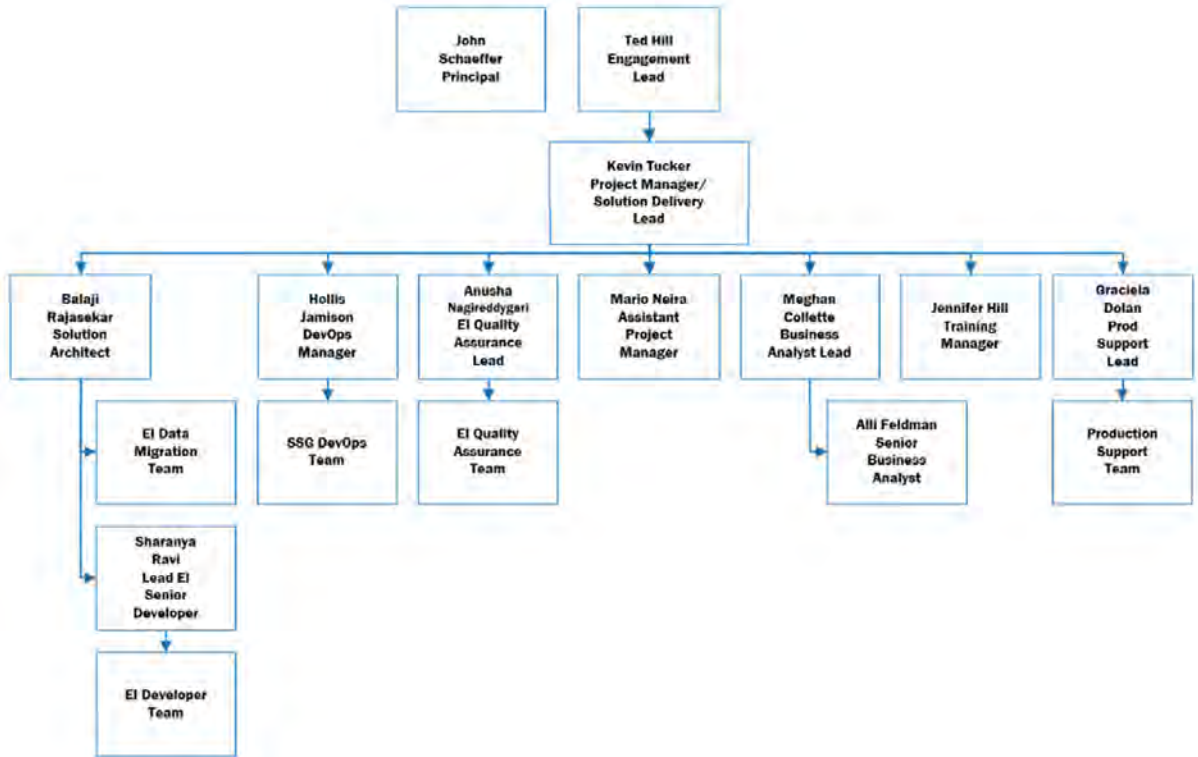 John
Schaeffer
Principal
Ted Hill
Engagement
Lead
Kevin Tucker
Project Manager/
Solution Delivery
Lead
Balaji
Rajasekar
Solution
Architect
Hollis
Jamison
DevOps
Manager
Anusha
Nagireddygari
EI Quality
Assurance
Lead
Mario Neira
Assistant
Project
Manager
Meghan
Collette
Business
Analyst Lead
Jennifer Hill
Training
Manager
Graciela
Dolan
Prod
Support
Lead
EI Data
Migration
Team
SSG DevOps
Team
EI Quality
Assurance
Team
Alli Feldman
Senior
Business
Analyst
Production
Support
Team
Sharanya
Ravi
Lead EI
Senior
Developer
EI Developer
Team